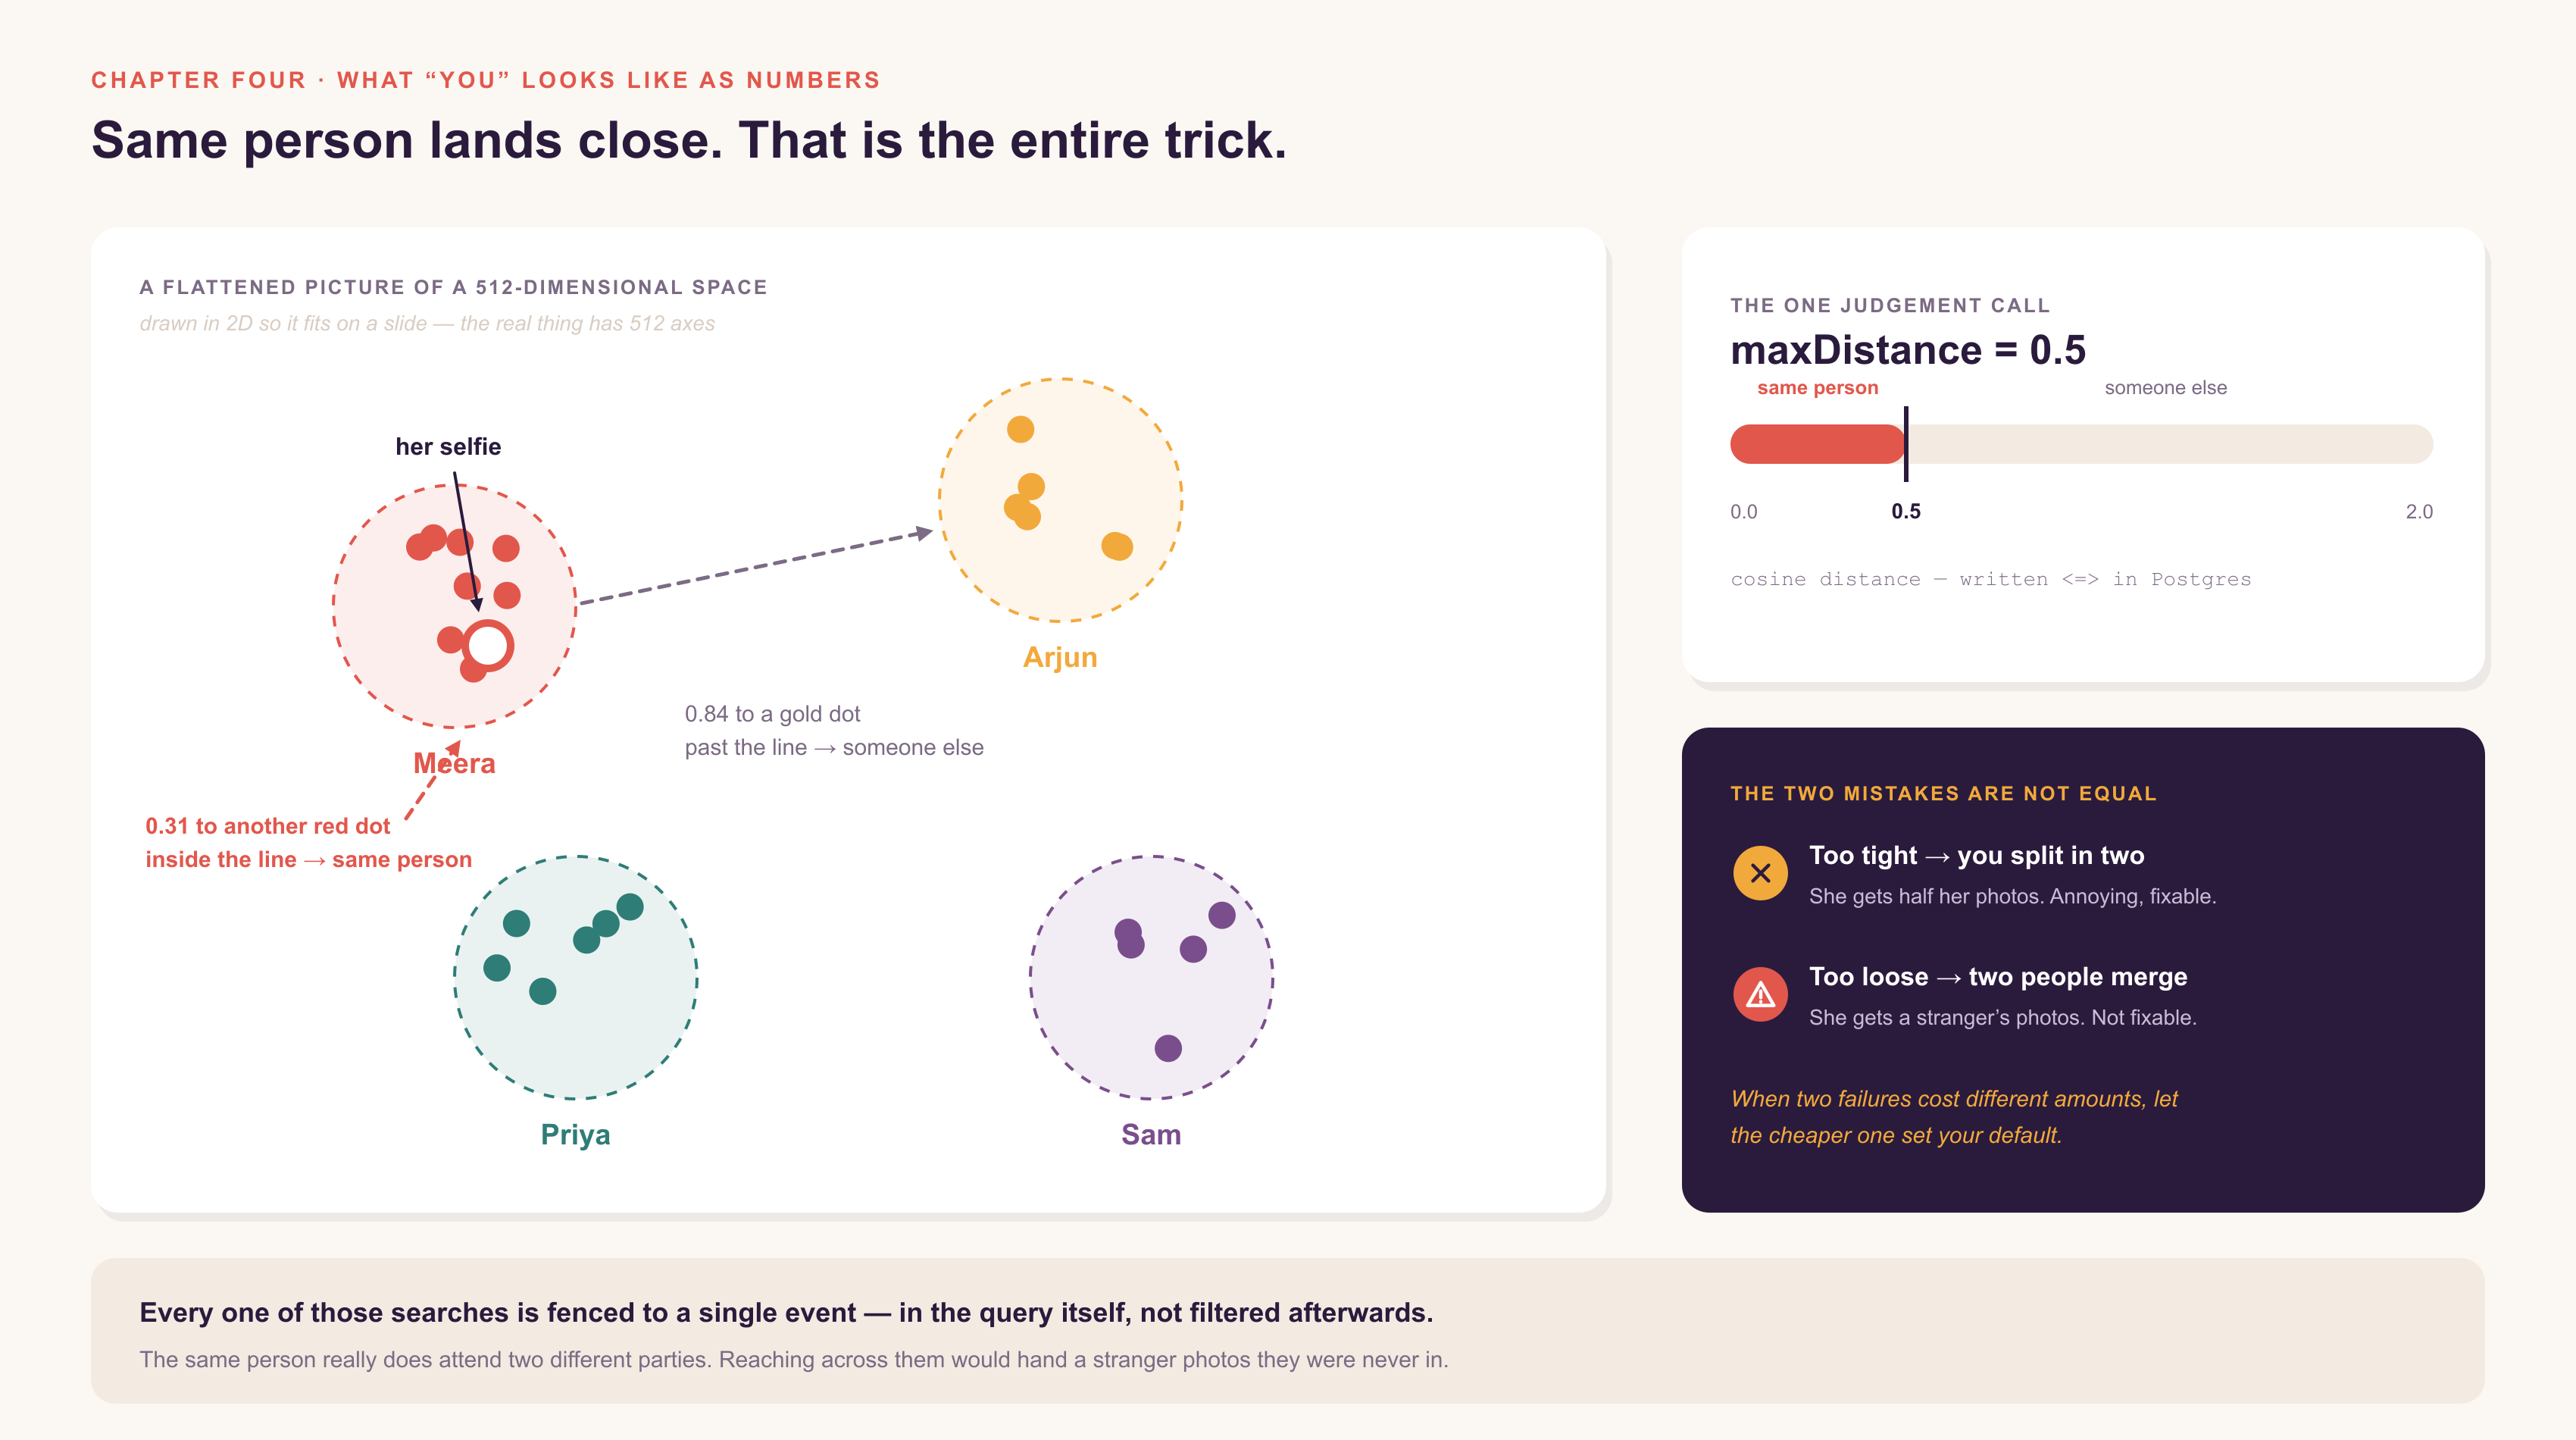 CHAPTER FOUR · WHAT “YOU” LOOKS LIKE AS NUMBERS
Same person lands close. That is the entire trick.
A FLATTENED PICTURE OF A 512-DIMENSIONAL SPACE
drawn in 2D so it fits on a slide — the real thing has 512 axes
her selfie
Meera
Arjun
0.84 to a gold dot
past the line → someone else
0.31 to another red dot
inside the line → same person
Priya
Sam
THE ONE JUDGEMENT CALL
maxDistance = 0.5
same person
someone else
0.0
0.5
2.0
cosine distance — written <=> in Postgres
THE TWO MISTAKES ARE NOT EQUAL
Too tight → you split in two
She gets half her photos. Annoying, fixable.
Too loose → two people merge
She gets a stranger’s photos. Not fixable.
When two failures cost different amounts, let
the cheaper one set your default.
Every one of those searches is fenced to a single event — in the query itself, not filtered afterwards.
The same person really does attend two different parties. Reaching across them would hand a stranger photos they were never in.